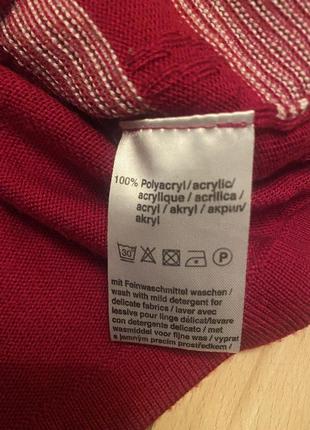 100% Polyacryl/acrylic/
acrylique / acrilica /
acryl / akryl / акрил/
akryl
30°
P
mit Feinwaschmittel waschen /
wash with mild detergent for
delicate fabrics / laver avec
lessive pour linge délicat/lavare
con detergente delicato / met
wasmiddel voor fijne was / vyprat
s jemným precím prostředkem /